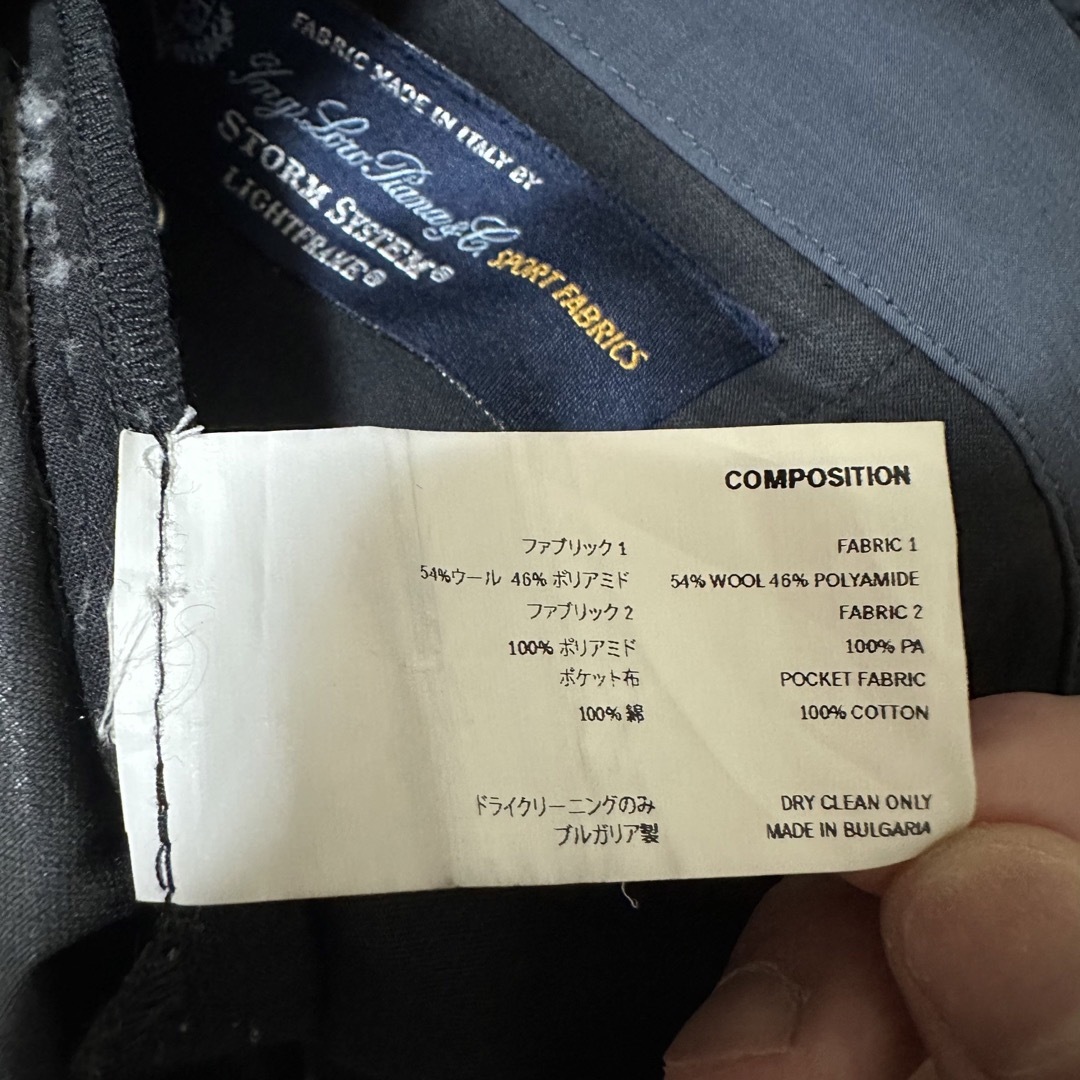 FABRIC MADE IN ITALY BY
Ing. Loro Piana & C.
STORM SYSTEM®
SPORT FABRICS
LIGHTFRAME®
COMPOSITION
ファブリック 1 FABRIC 1
54%ウール 46% ポリアミド 54% WOOL 46% POLYAMIDE
ファブリック 2 FABRIC 2
100% ポリアミド 100% PA
ポケット布 POCKET FABRIC
100% 綿 100% COTTON
ドライクリーニングのみ DRY CLEAN ONLY
ブルガリア製 MADE IN BULGARIA